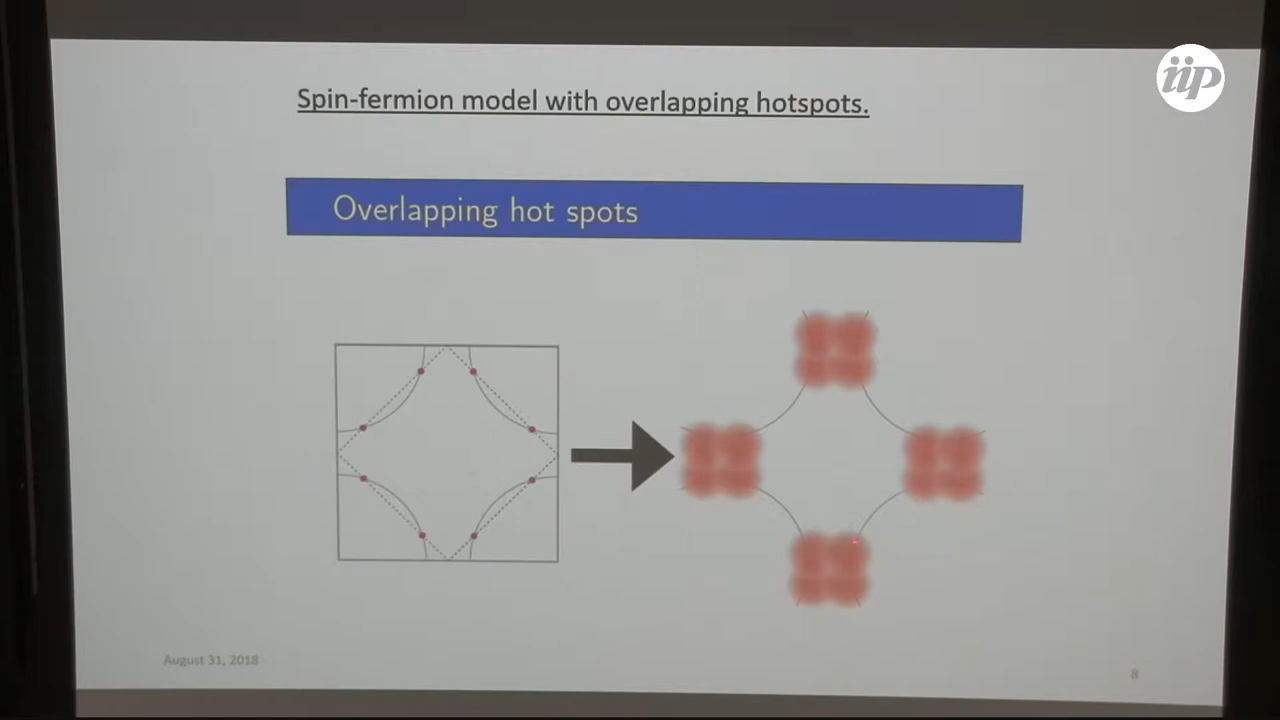 iip
Spin-fermion model with overlapping hotspots.
Overlapping hot spots
August 31, 2018
8